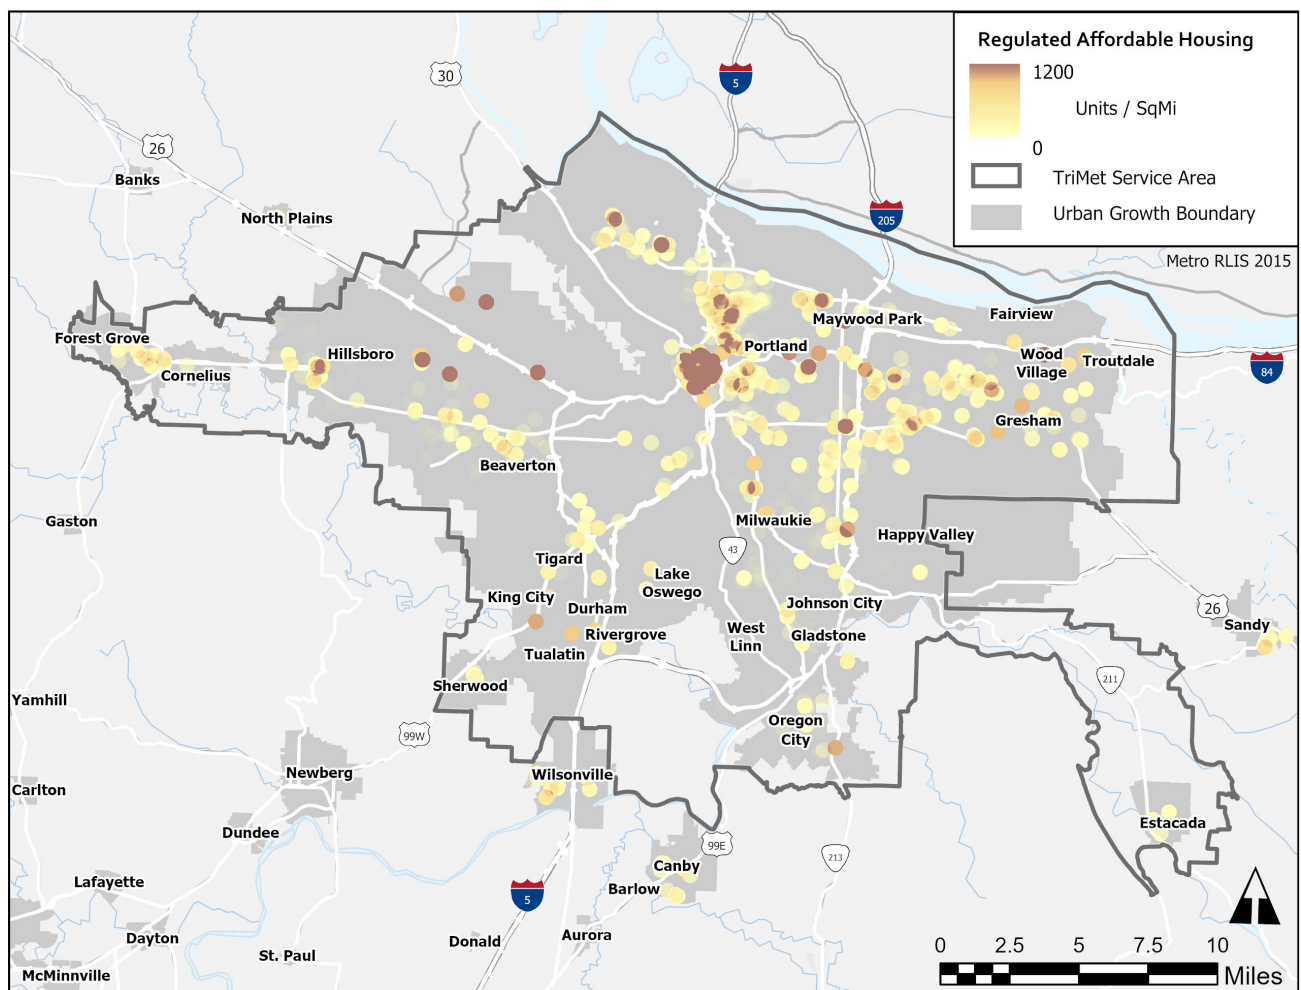 Regulated Affordable Housing
1200
Units / SqMi
0
TriMet Service Area
Urban Growth Boundary
Metro RLIS 2015
30
5
26
Banks
North Plains
205
Forest Grove
Cornelius
Hillsboro
Maywood Park
Fairview
Portland
Wood
Village
Troutdale
84
Gresham
Beaverton
Gaston
Milwaukie
Happy Valley
43
Tigard
Lake
Oswego
King City
Durham
Johnson City
26
Sandy
Rivergrove
West
Linn
Gladstone
Tualatin
Sherwood
211
Yamhill
Oregon
City
99W
Newberg
Wilsonville
Carlton
Dundee
Estacada
99E
213
Canby
Barlow
Lafayette
5
Dayton
Donald
Aurora
St. Paul
McMinnville
0 2.5 5 7.5 10
Miles